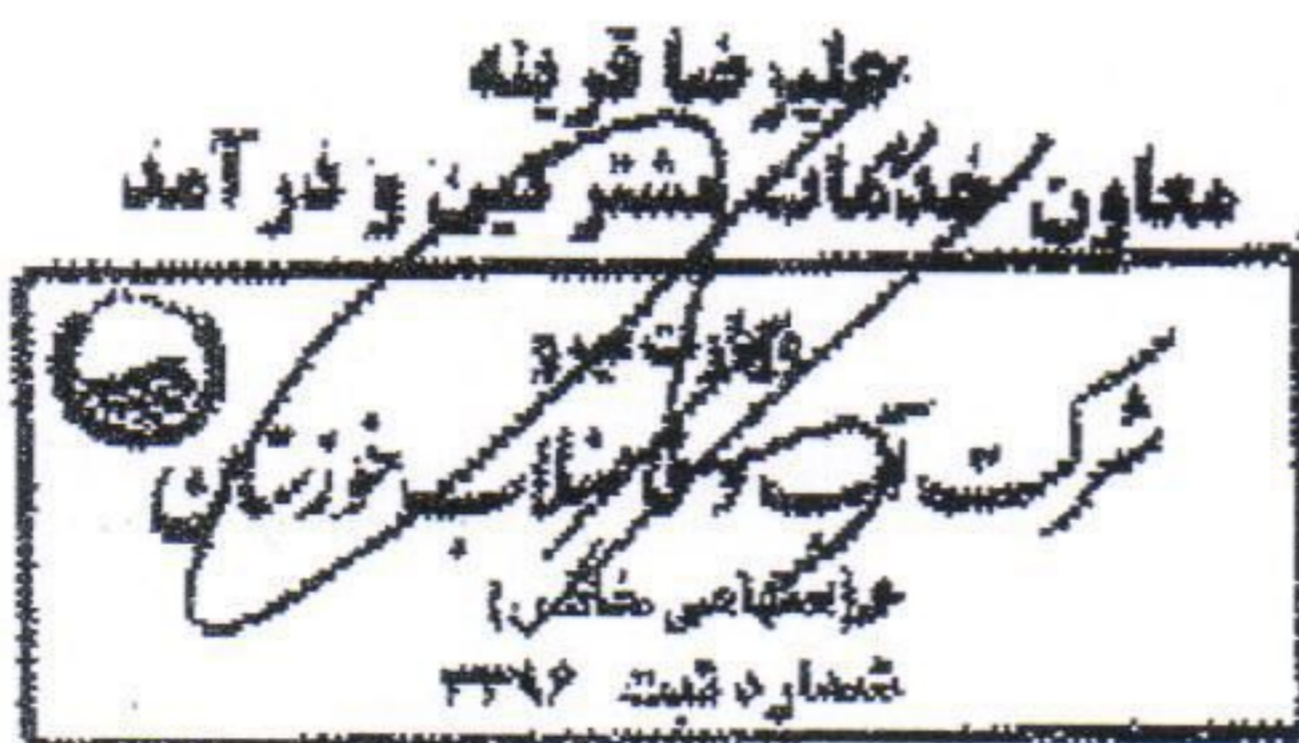 علیرضا قرینه
معاون خدمات مشترکین و درآمد
وزارت نیرو
شرکت آب و فاضلاب خوزستان
(سهامی خاص)
شماره ثبت